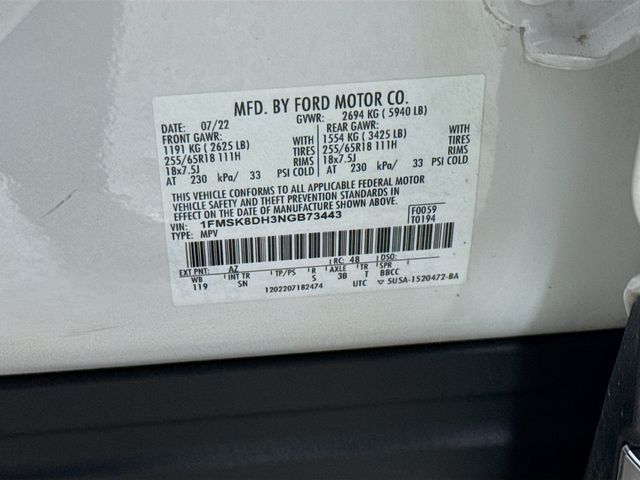 MFD. BY FORD MOTOR CO.
DATE: 07/22 GVWR: 2694 KG ( 5940 LB)
FRONT GAWR: REAR GAWR:
1191 KG ( 2625 LB) WITH 1554 KG ( 3425 LB) WITH
255/65R18 111H TIRES 255/65R18 111H TIRES
18x7.5J RIMS 18x7.5J RIMS
AT 230 kPa/ 33 PSI COLD AT 230 kPa/ 33 PSI COLD
THIS VEHICLE CONFORMS TO ALL APPLICABLE FEDERAL MOTOR
VEHICLE SAFETY AND THEFT PREVENTION STANDARDS IN EFFECT
ON THE DATE OF MANUFACTURE SHOWN ABOVE.
VIN: 1FMSK8DH3NGB73443 F0059
TYPE: MPV T0194
EXT PNT: AZ RC: 48 DSO:
WB INT TR TP/PS R AXLE TR SPR
119 SN S 3B T BBCC
1202207182474 UTC ▽ 5U5A-1520472-BA